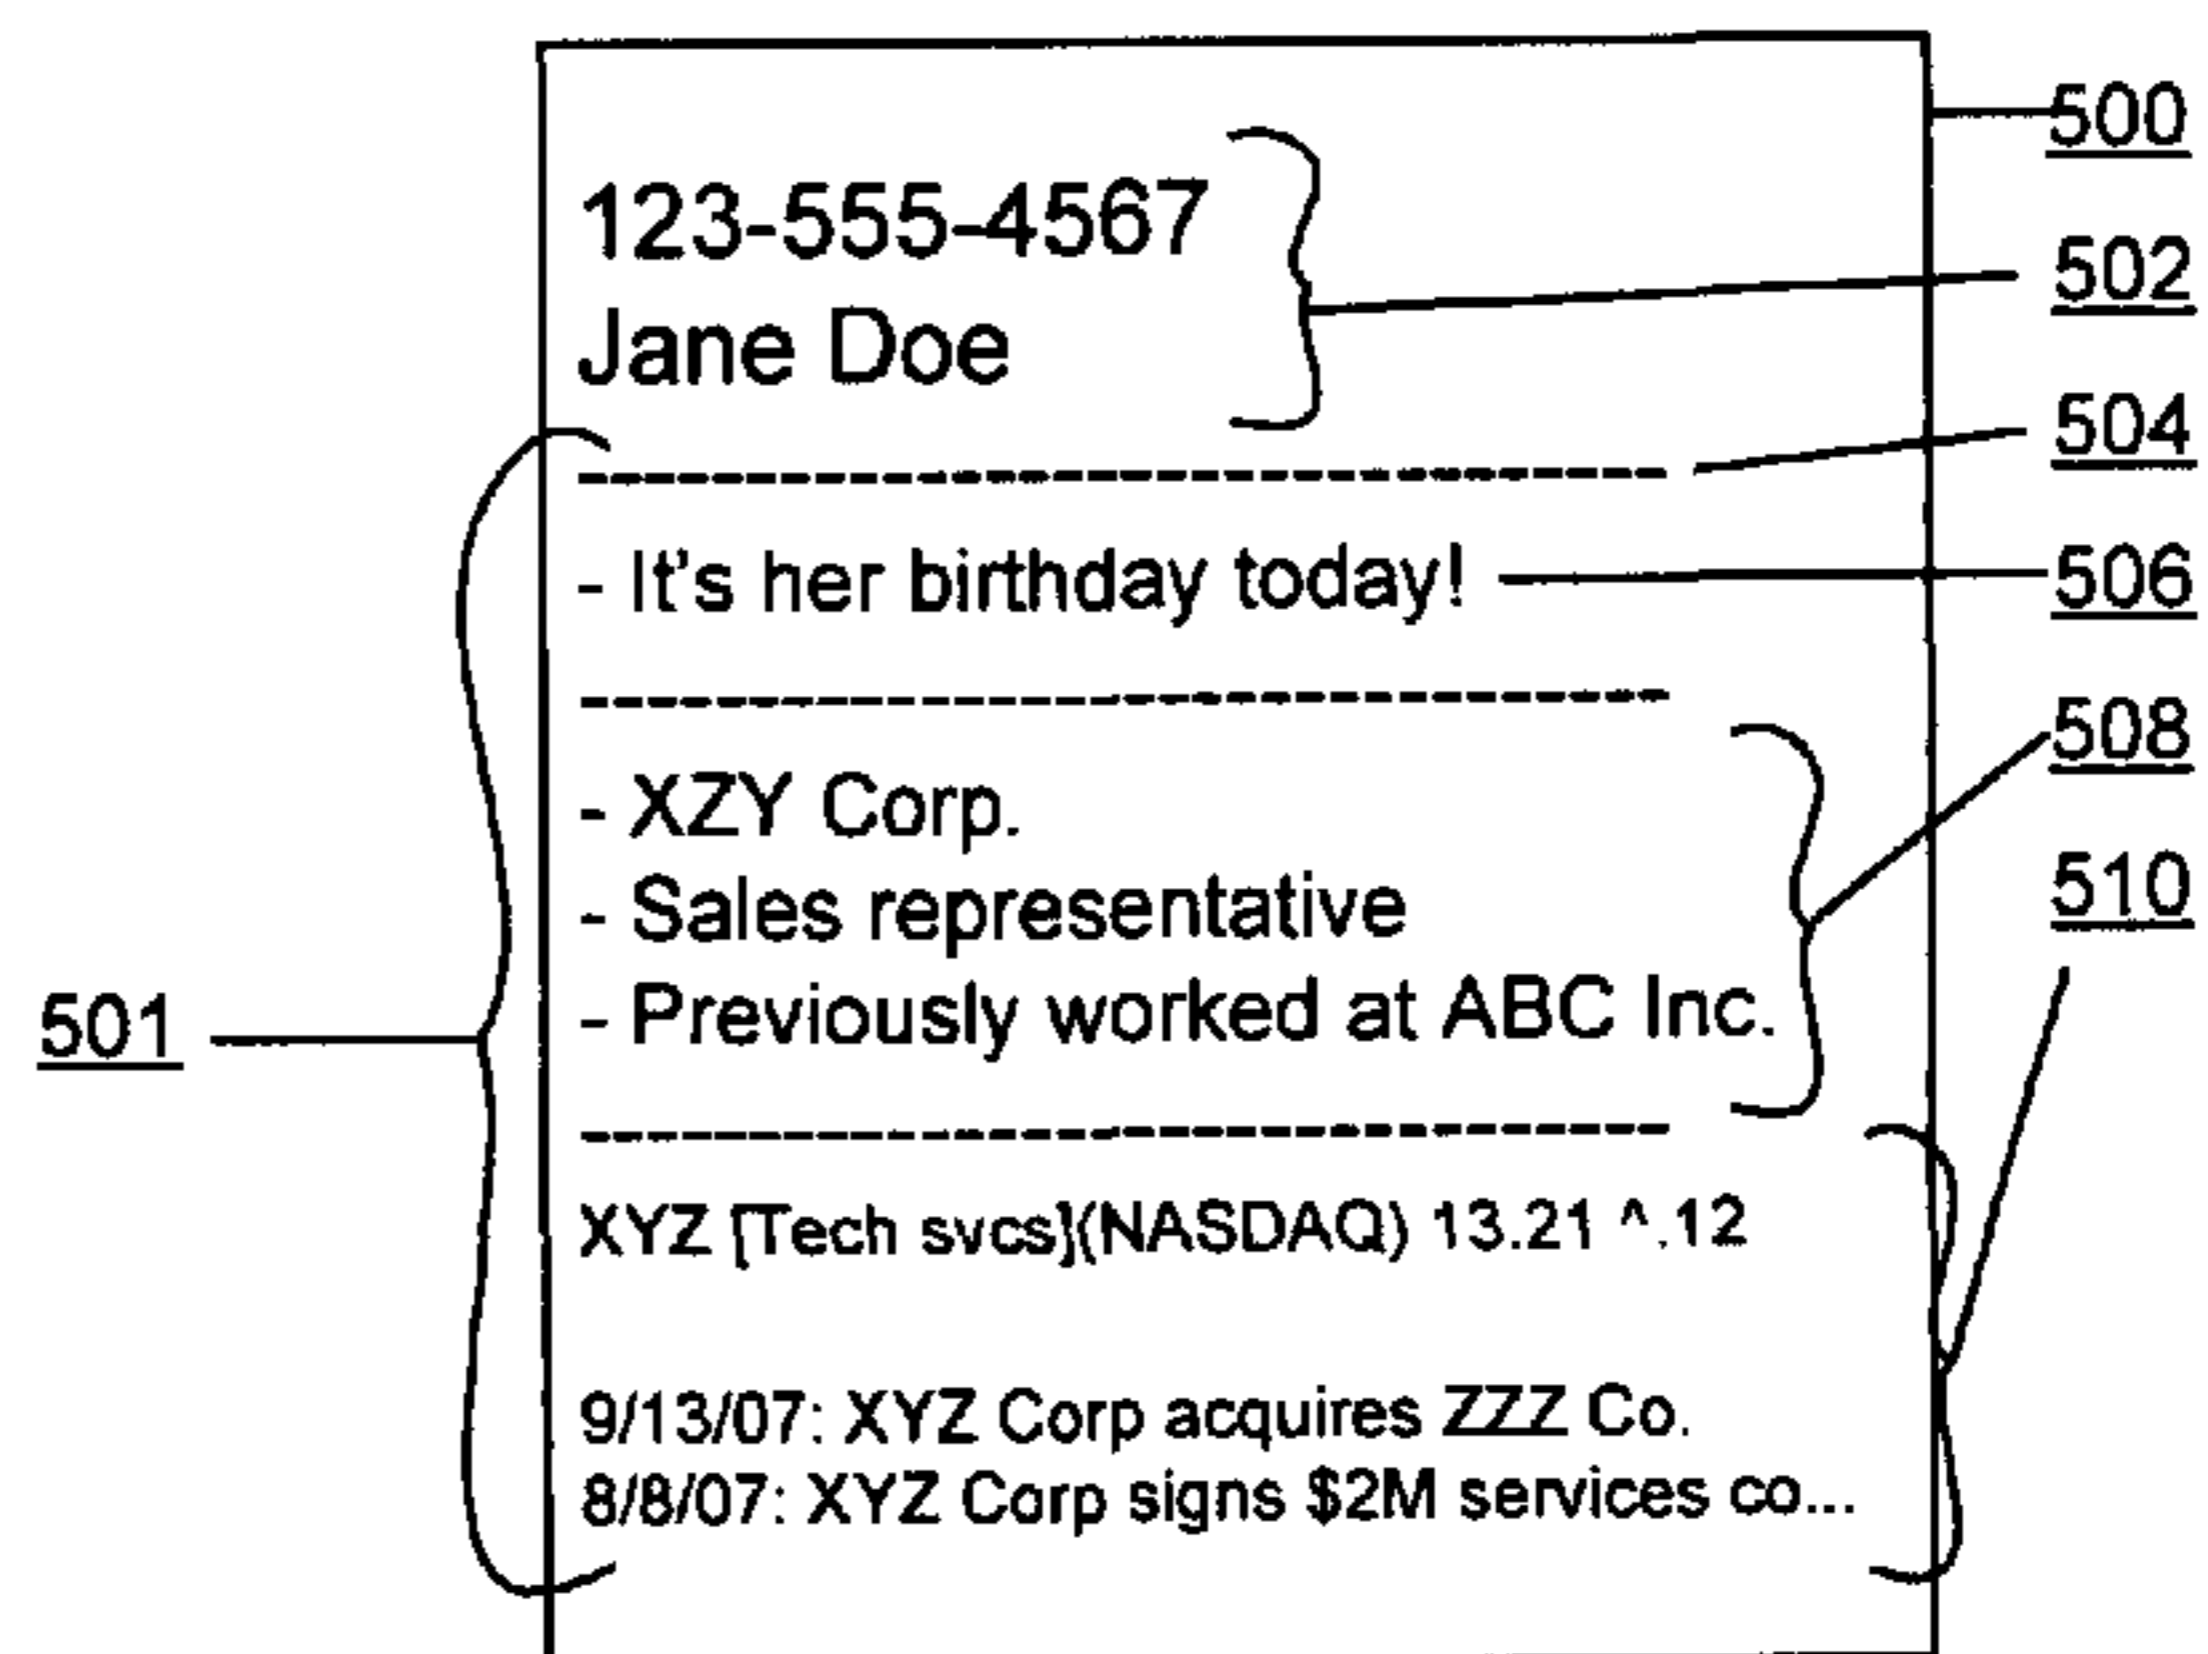 500
123-555-4567
502
Jane Doe
504
- It's her birthday today!
506
508
- XZY Corp.
- Sales representative
510
- Previously worked at ABC Inc.
501
XYZ [Tech svcs](NASDAQ) 13.21 ^.12
9/13/07: XYZ Corp acquires ZZZ Co.
8/8/07: XYZ Corp signs $2M services co...